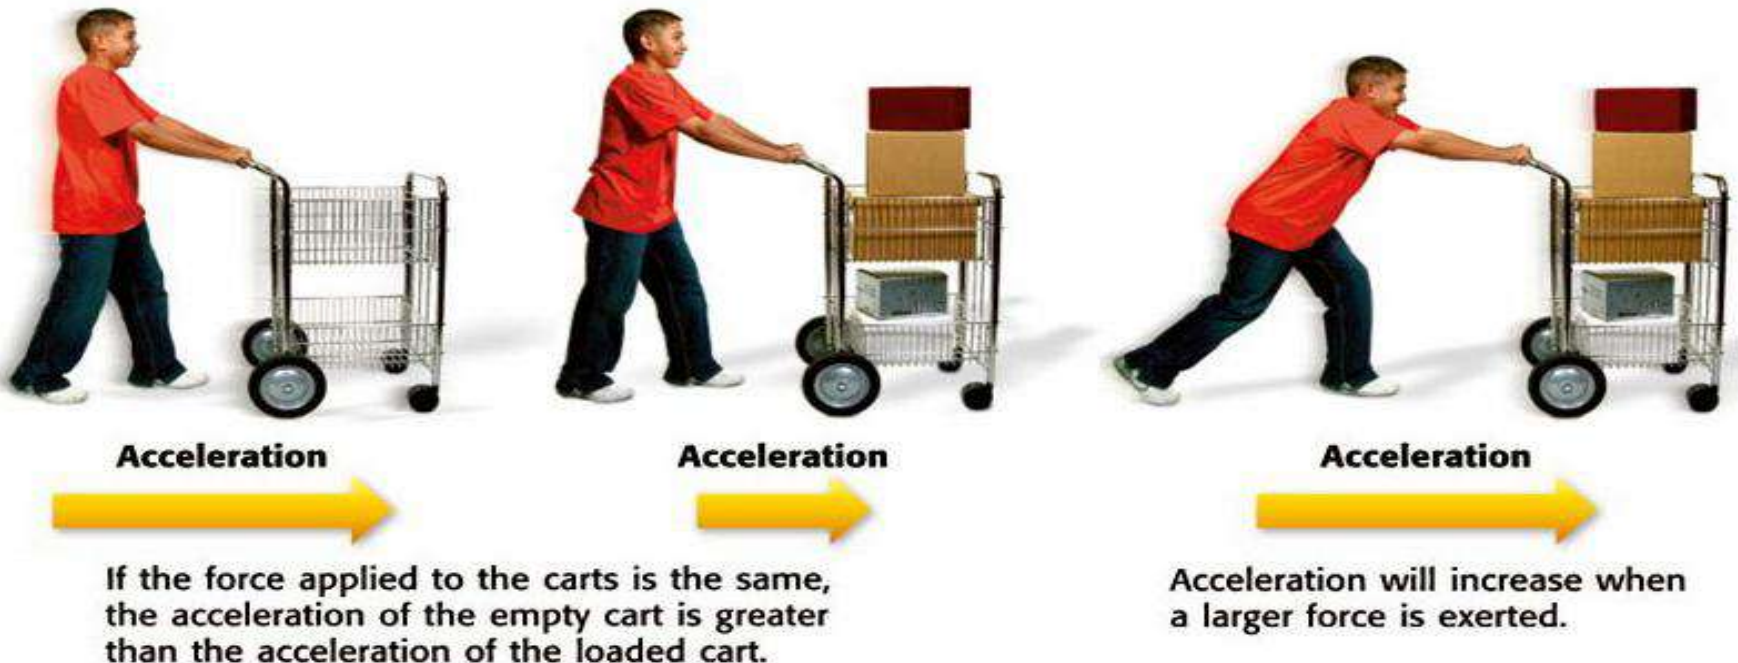 Acceleration
Acceleration
Acceleration
If the force applied to the carts is the same,
the acceleration of the empty cart is greater
than the acceleration of the loaded cart.
Acceleration will increase when
a larger force is exerted.